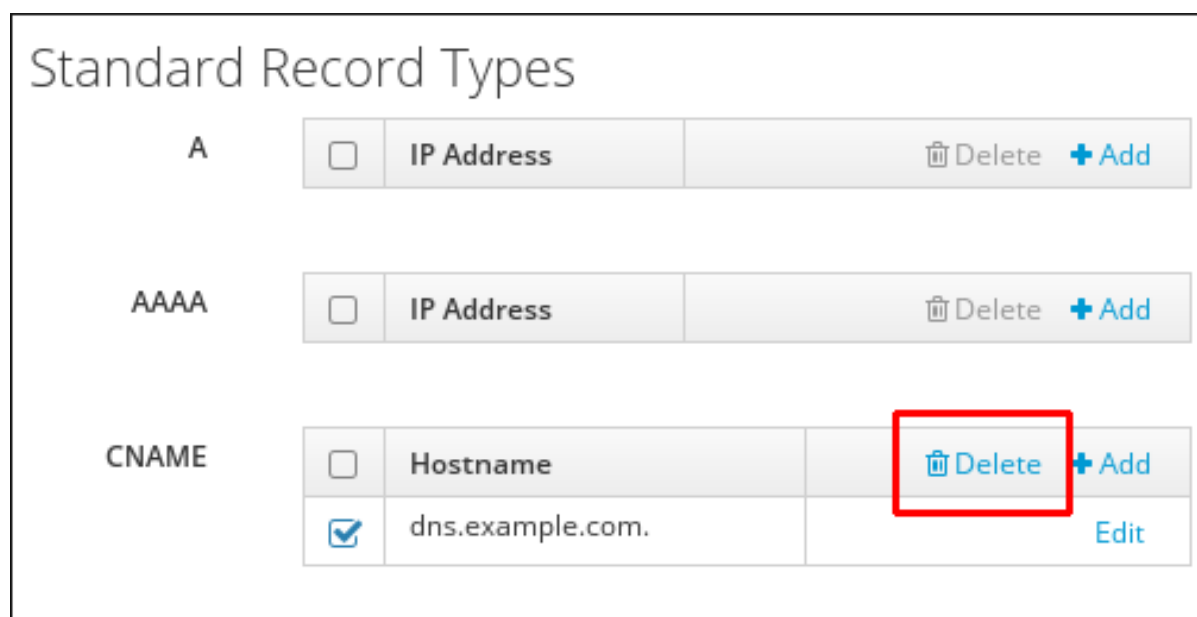 Standard Record Types
A IP Address Delete Add
AAAA IP Address Delete Add
CNAME Hostname Delete Add
dns.example.com. Edit